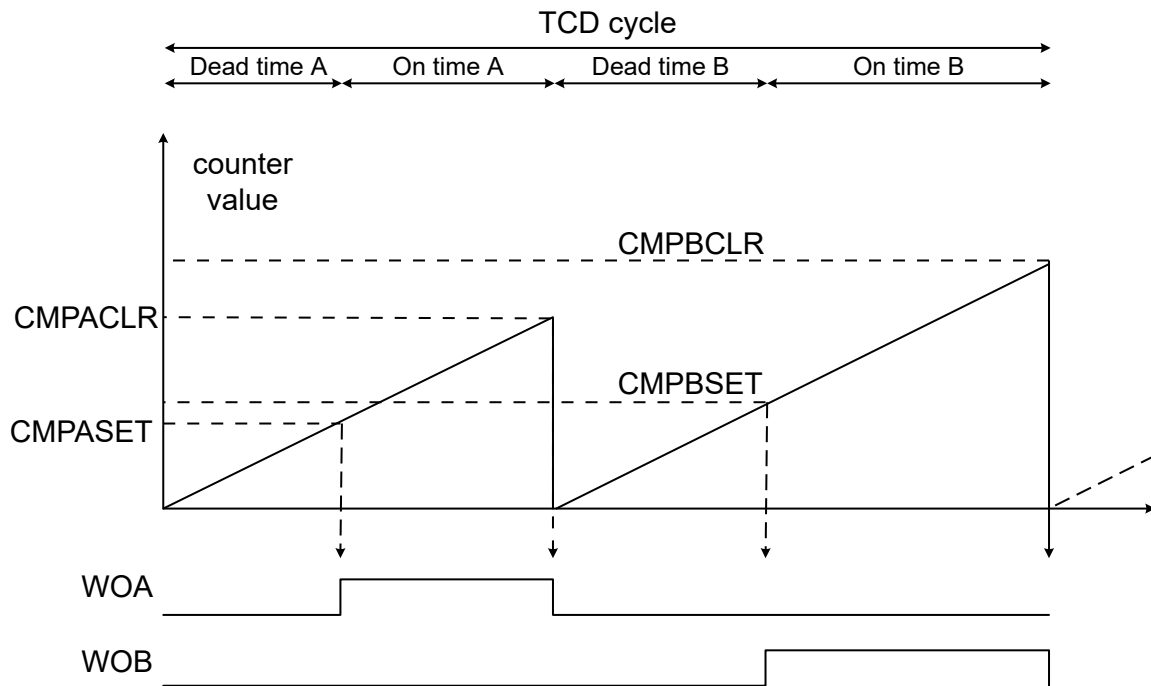 TCD cycle
Dead time A
On time A
Dead time B
On time B
counter
value
CMPBCLR
CMPACLR
CMPBSET
CMPASET
WOA
WOB